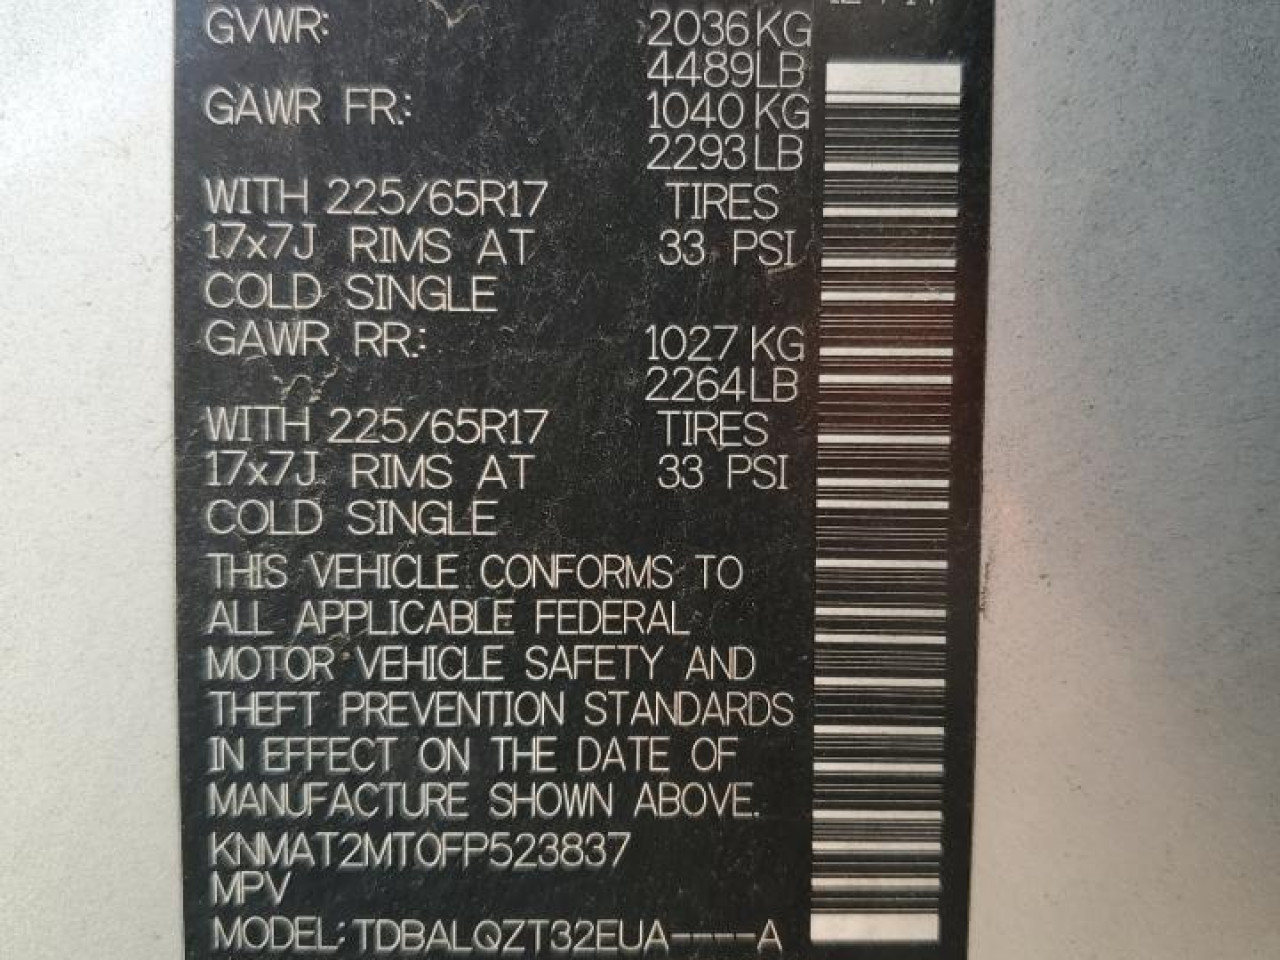 GVWR: 2036 KG
4489 LB
GAWR FR.: 1040 KG
2293 LB
WITH 225/65R17 TIRES
17x7J RIMS AT 33 PSI
COLD SINGLE
GAWR RR.: 1027 KG
2264 LB
WITH 225/65R17 TIRES
17x7J RIMS AT 33 PSI
COLD SINGLE
THIS VEHICLE CONFORMS TO
ALL APPLICABLE FEDERAL
MOTOR VEHICLE SAFETY AND
THEFT PREVENTION STANDARDS
IN EFFECT ON THE DATE OF
MANUFACTURE SHOWN ABOVE.
KNMAT2MT0FP523837
MPV
MODEL: TDBALQZT32EUA----A